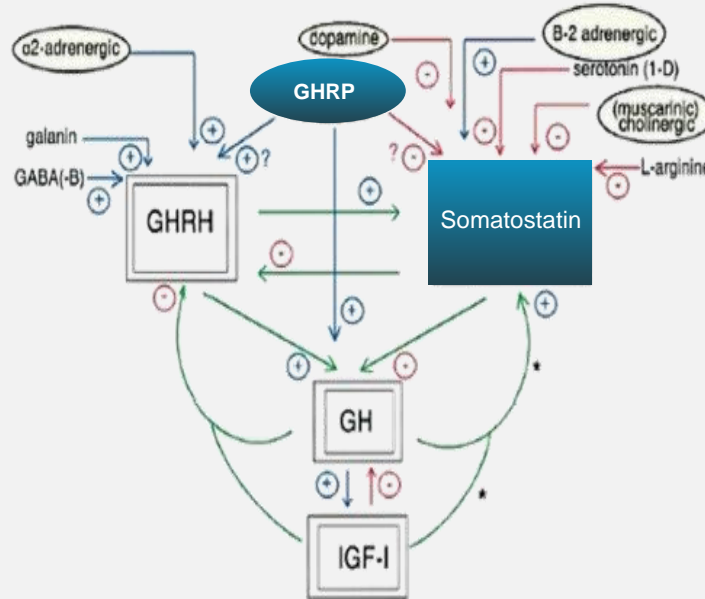 α2-adrenergic
dopamine
B-2 adrenergic
GHRP
serotonin (1-D)
(muscarinic)
cholinergic
galanin
GABA(-B)
L-arginine
+
-
+
+
+
+
+
?
?
-
-
-
-
GHRH
+
-
Somatostatin
-
+
+
+
-
*
GH
+
-
*
IGF-I